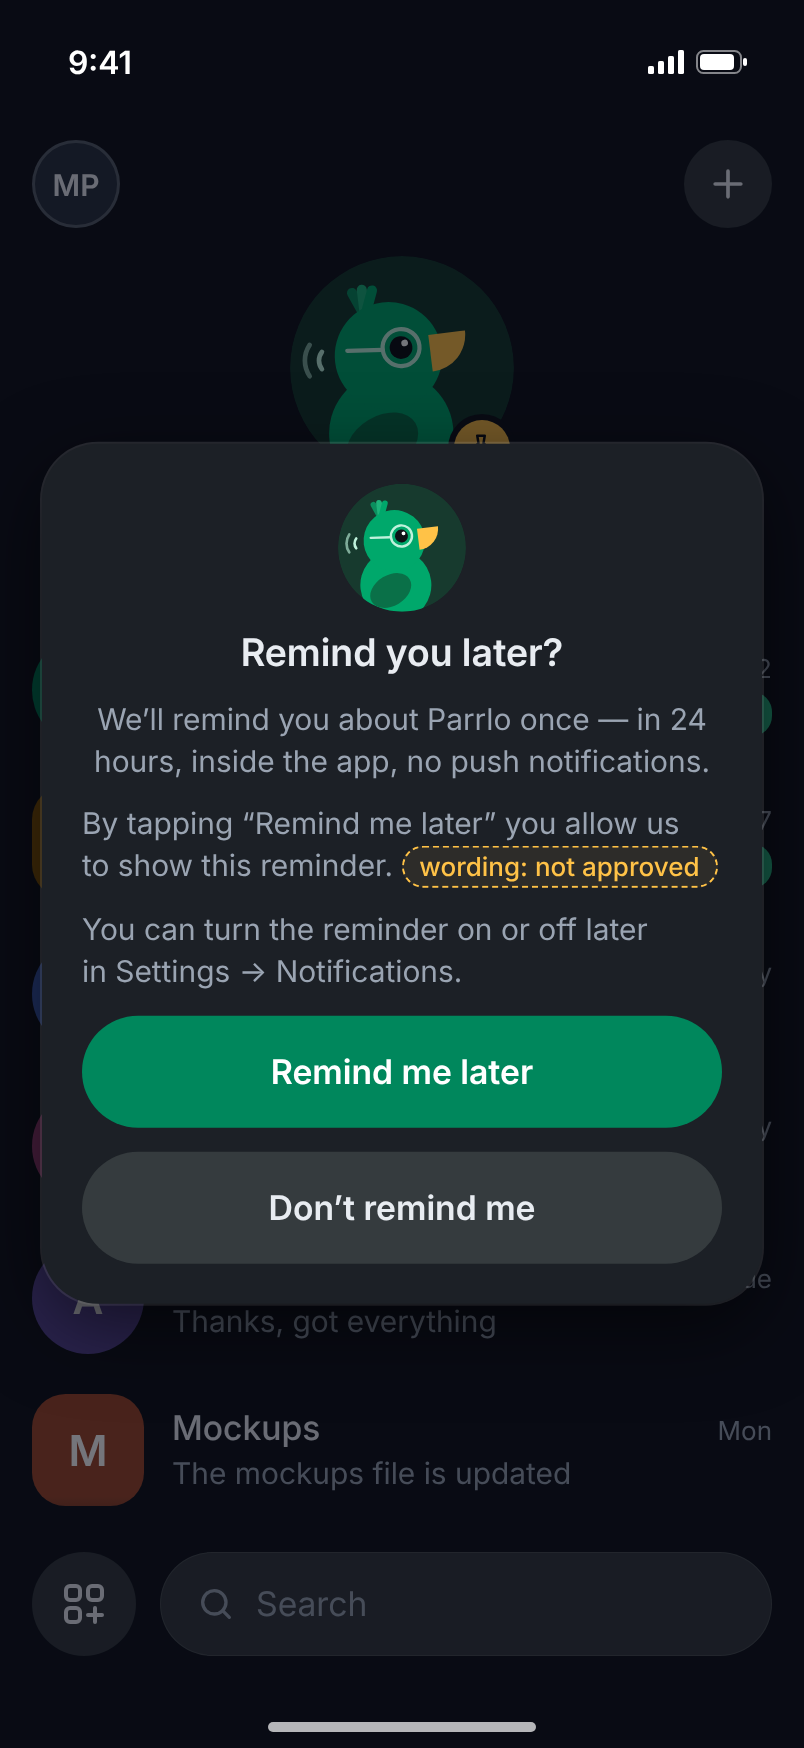 9:41
MP
Remind you later?
We’ll remind you about Parrlo once — in 24
hours, inside the app, no push notifications.
By tapping “Remind me later” you allow us
to show this reminder. wording: not approved
You can turn the reminder on or off later
in Settings → Notifications.
Remind me later
Don’t remind me
Thanks, got everything
M
Mockups
Mon
The mockups file is updated
Search